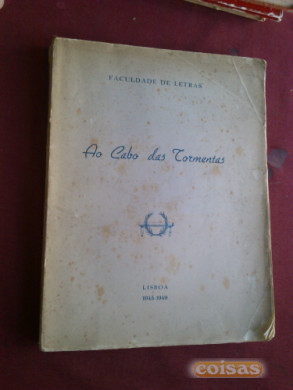 FACULDADE DE LETRAS
Ao Cabo das Tormentas
LISBOA
coisas